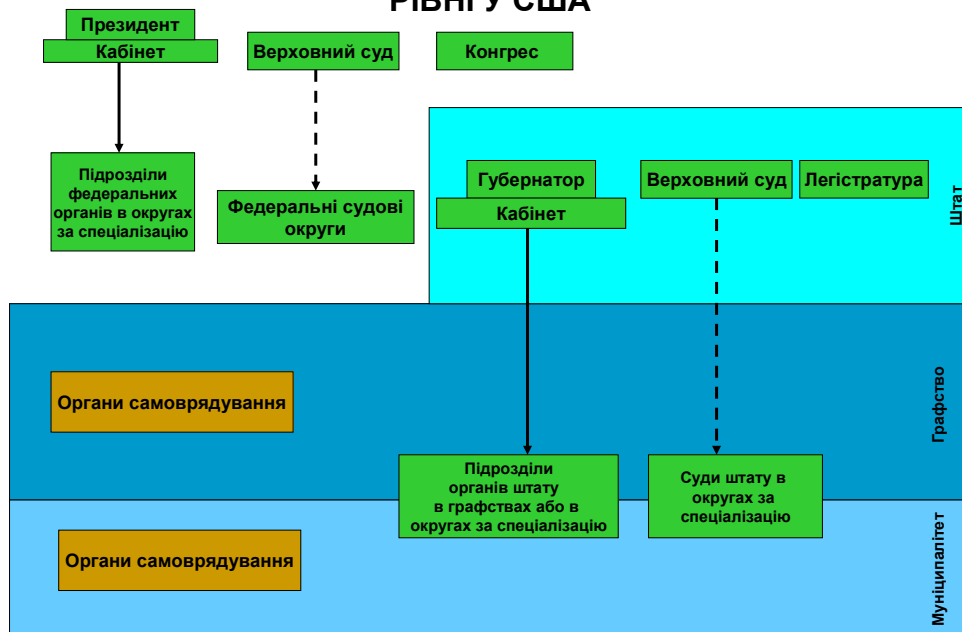 РІВНІ У США
Президент
Кабінет
Верховний суд
Конгрес
Підрозділи
федеральних
органів в округах
за спеціалізацію
Федеральні судові
округи
Губернатор
Кабінет
Верховний суд
Легістратура
Штат
Органи самоврядування
Графство
Підрозділи
органів штату
в графствах або в
округах за спеціалізацію
Суди штату в
округах за
спеціалізацію
Органи самоврядування
Муніципалітет